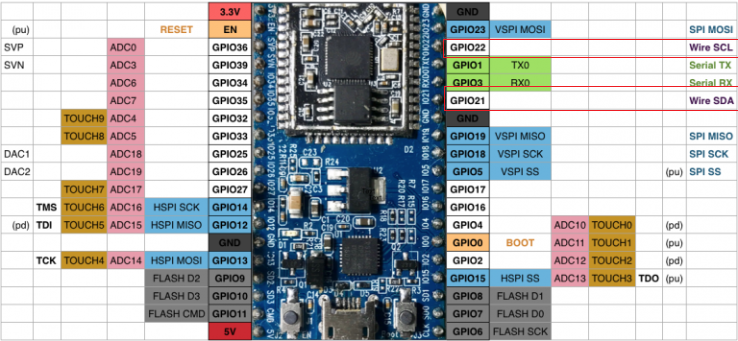 3.3V GND
(pu) RESET EN GPIO23 VSPI MOSI SPI MOSI
SVP ADC0 GPIO36 GPIO22 Wire SCL
SVN ADC3 GPIO39 GPIO1 TX0 Serial TX
ADC6 GPIO34 GPIO3 RX0 Serial RX
ADC7 GPIO35 GPIO21 Wire SDA
TOUCH9 ADC4 GPIO32 GND
TOUCH8 ADC5 GPIO33 GPIO19 VSPI MISO SPI MISO
DAC1 ADC18 GPIO25 GPIO18 VSPI SCK SPI SCK
DAC2 ADC19 GPIO26 GPIO5 VSPI SS (pu) SPI SS
TOUCH7 ADC17 GPIO27 GPIO17
TMS TOUCH6 ADC16 HSPI SCK GPIO14 GPIO16
(pd) TDI TOUCH5 ADC15 HSPI MISO GPIO12 GPIO4 ADC10 TOUCH0 (pd)
GND GPIO0 BOOT ADC11 TOUCH1 (pu)
TCK TOUCH4 ADC14 HSPI MOSI GPIO13 GPIO2 ADC12 TOUCH2 (pd)
FLASH D2 GPIO9 GPIO15 HSPI SS ADC13 TOUCH3 TDO (pu)
FLASH D3 GPIO10 GPIO8 FLASH D1
FLASH CMD GPIO11 GPIO7 FLASH D0
5V GPIO6 FLASH SCK